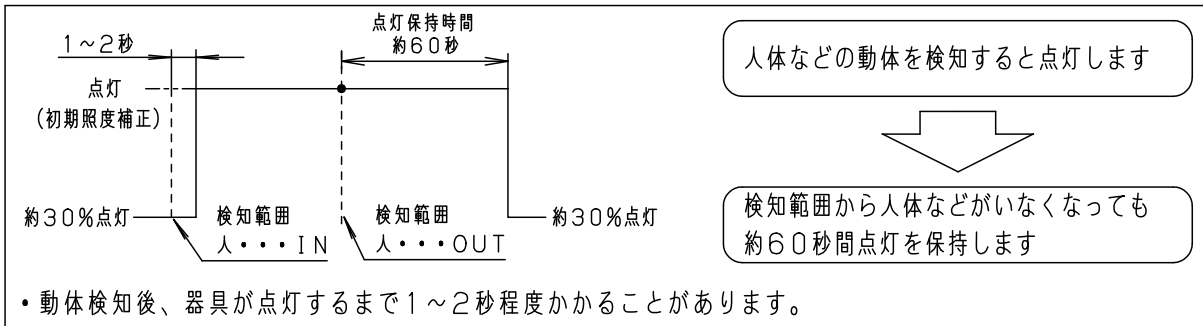 点灯保持時間
約60秒
1～2秒
点灯
(初期照度補正)
約30%点灯
検知範囲
人・・・IN
検知範囲
人・・・OUT
約30%点灯
人体などの動体を検知すると点灯します
検知範囲から人体などがいなくなっても
約60秒間点灯を保持します
・動体検知後、器具が点灯するまで1～2秒程度かかることがあります。